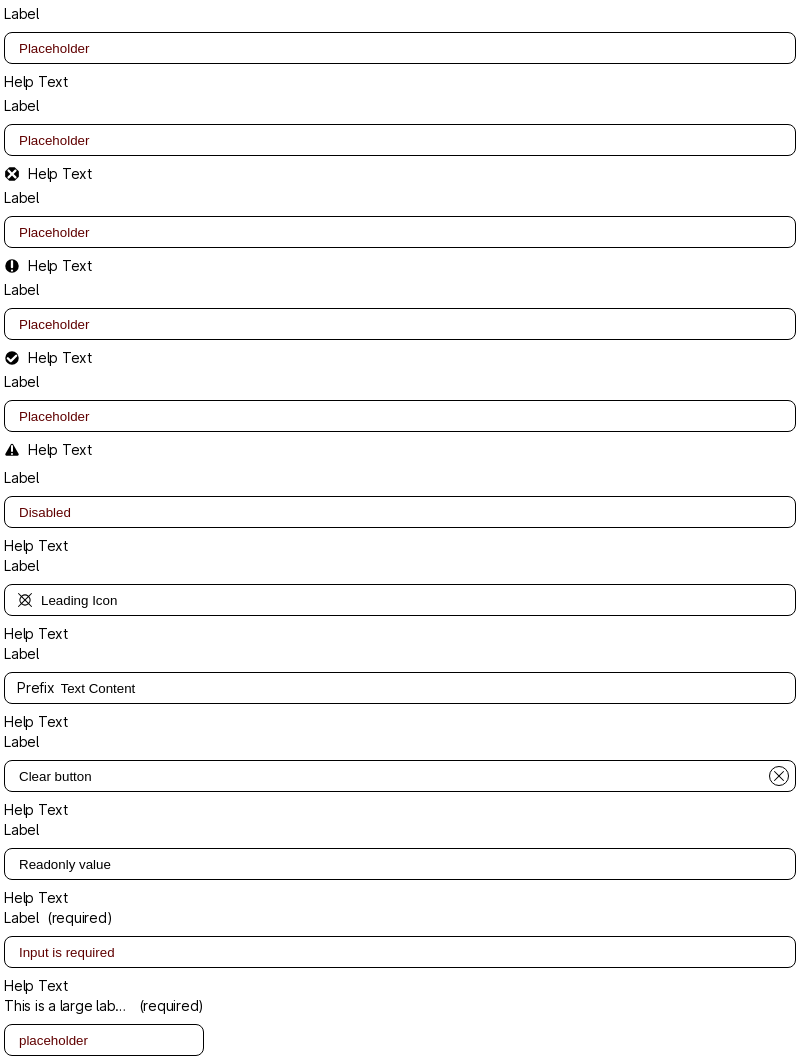 Label
Placeholder
Help Text
Label
Placeholder
Help Text
Label
Placeholder
Help Text
Label
Placeholder
Help Text
Label
Placeholder
Help Text
Label
Disabled
Help Text
Label
Leading Icon
Help Text
Label
Prefix Text Content
Help Text
Label
Clear button
Help Text
Label
Readonly value
Help Text
Label (required)
Input is required
Help Text
This is a large lab... (required)
placeholder